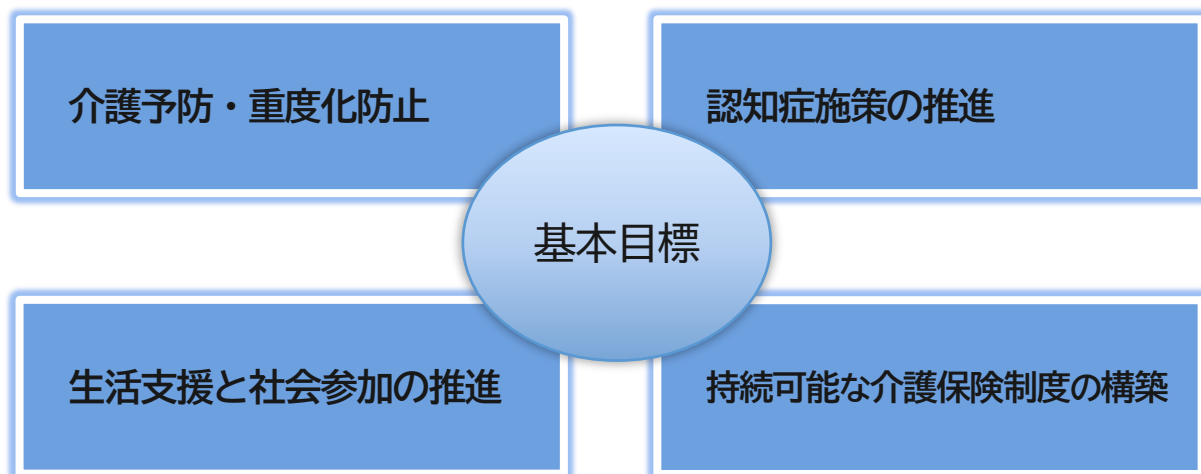 介護予防・重度化防止
認知症施策の推進
基本目標
生活支援と社会参加の推進
持続可能な介護保険制度の構築